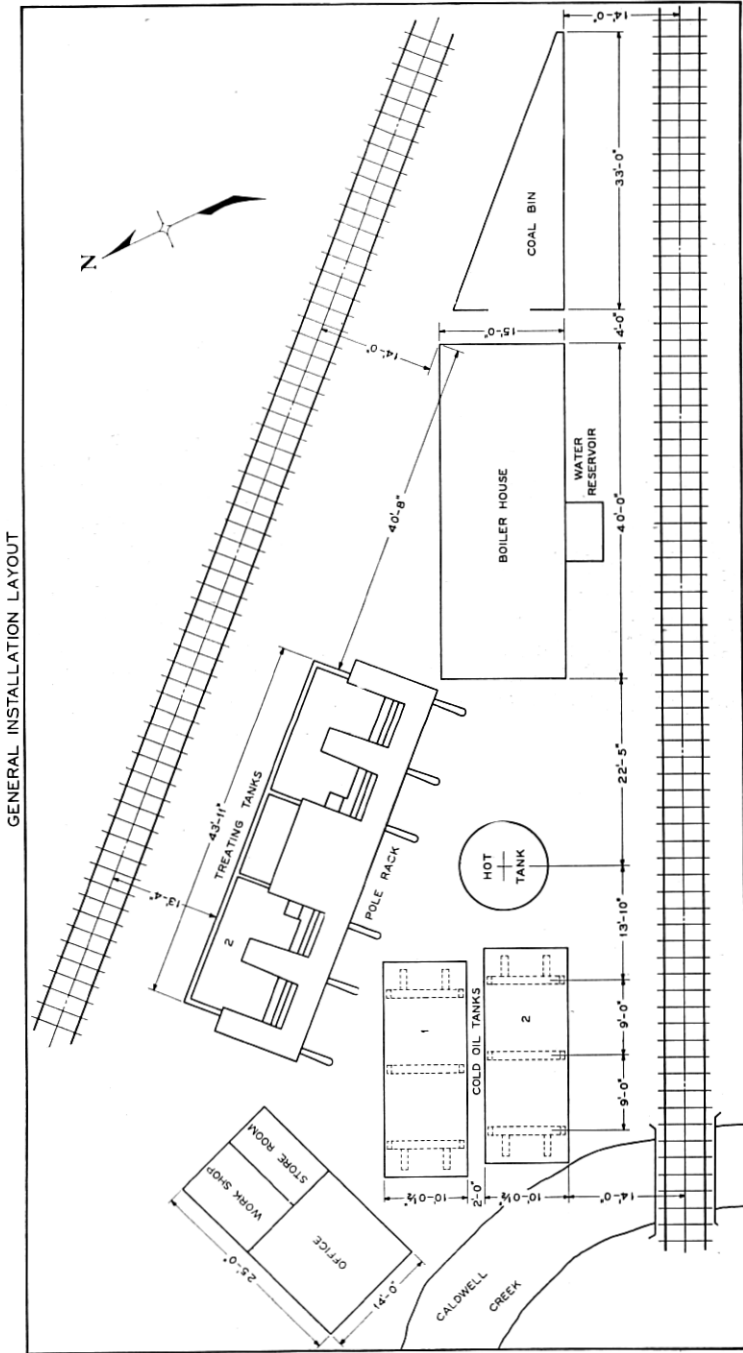 GENERAL INSTALLATION LAYOUT
N
14'-0"
33'-0"
COAL BIN
4'-0"
15'-0"
14'-0"
40'-8"
BOILER HOUSE
WATER
RESERVOIR
40'-0"
43'-11"
TREATING TANKS
13'-4"
2
POLE RACK
22'-5"
HOT
TANK
13'-10"
1
COLD OIL TANKS
2
9'-0"
9'-0"
10'-0½"
2'-0"
10'-0½"
14'-0"
STORE ROOM
WORK SHOP
OFFICE
25'-0"
14'-0"
CALDWELL
CREEK